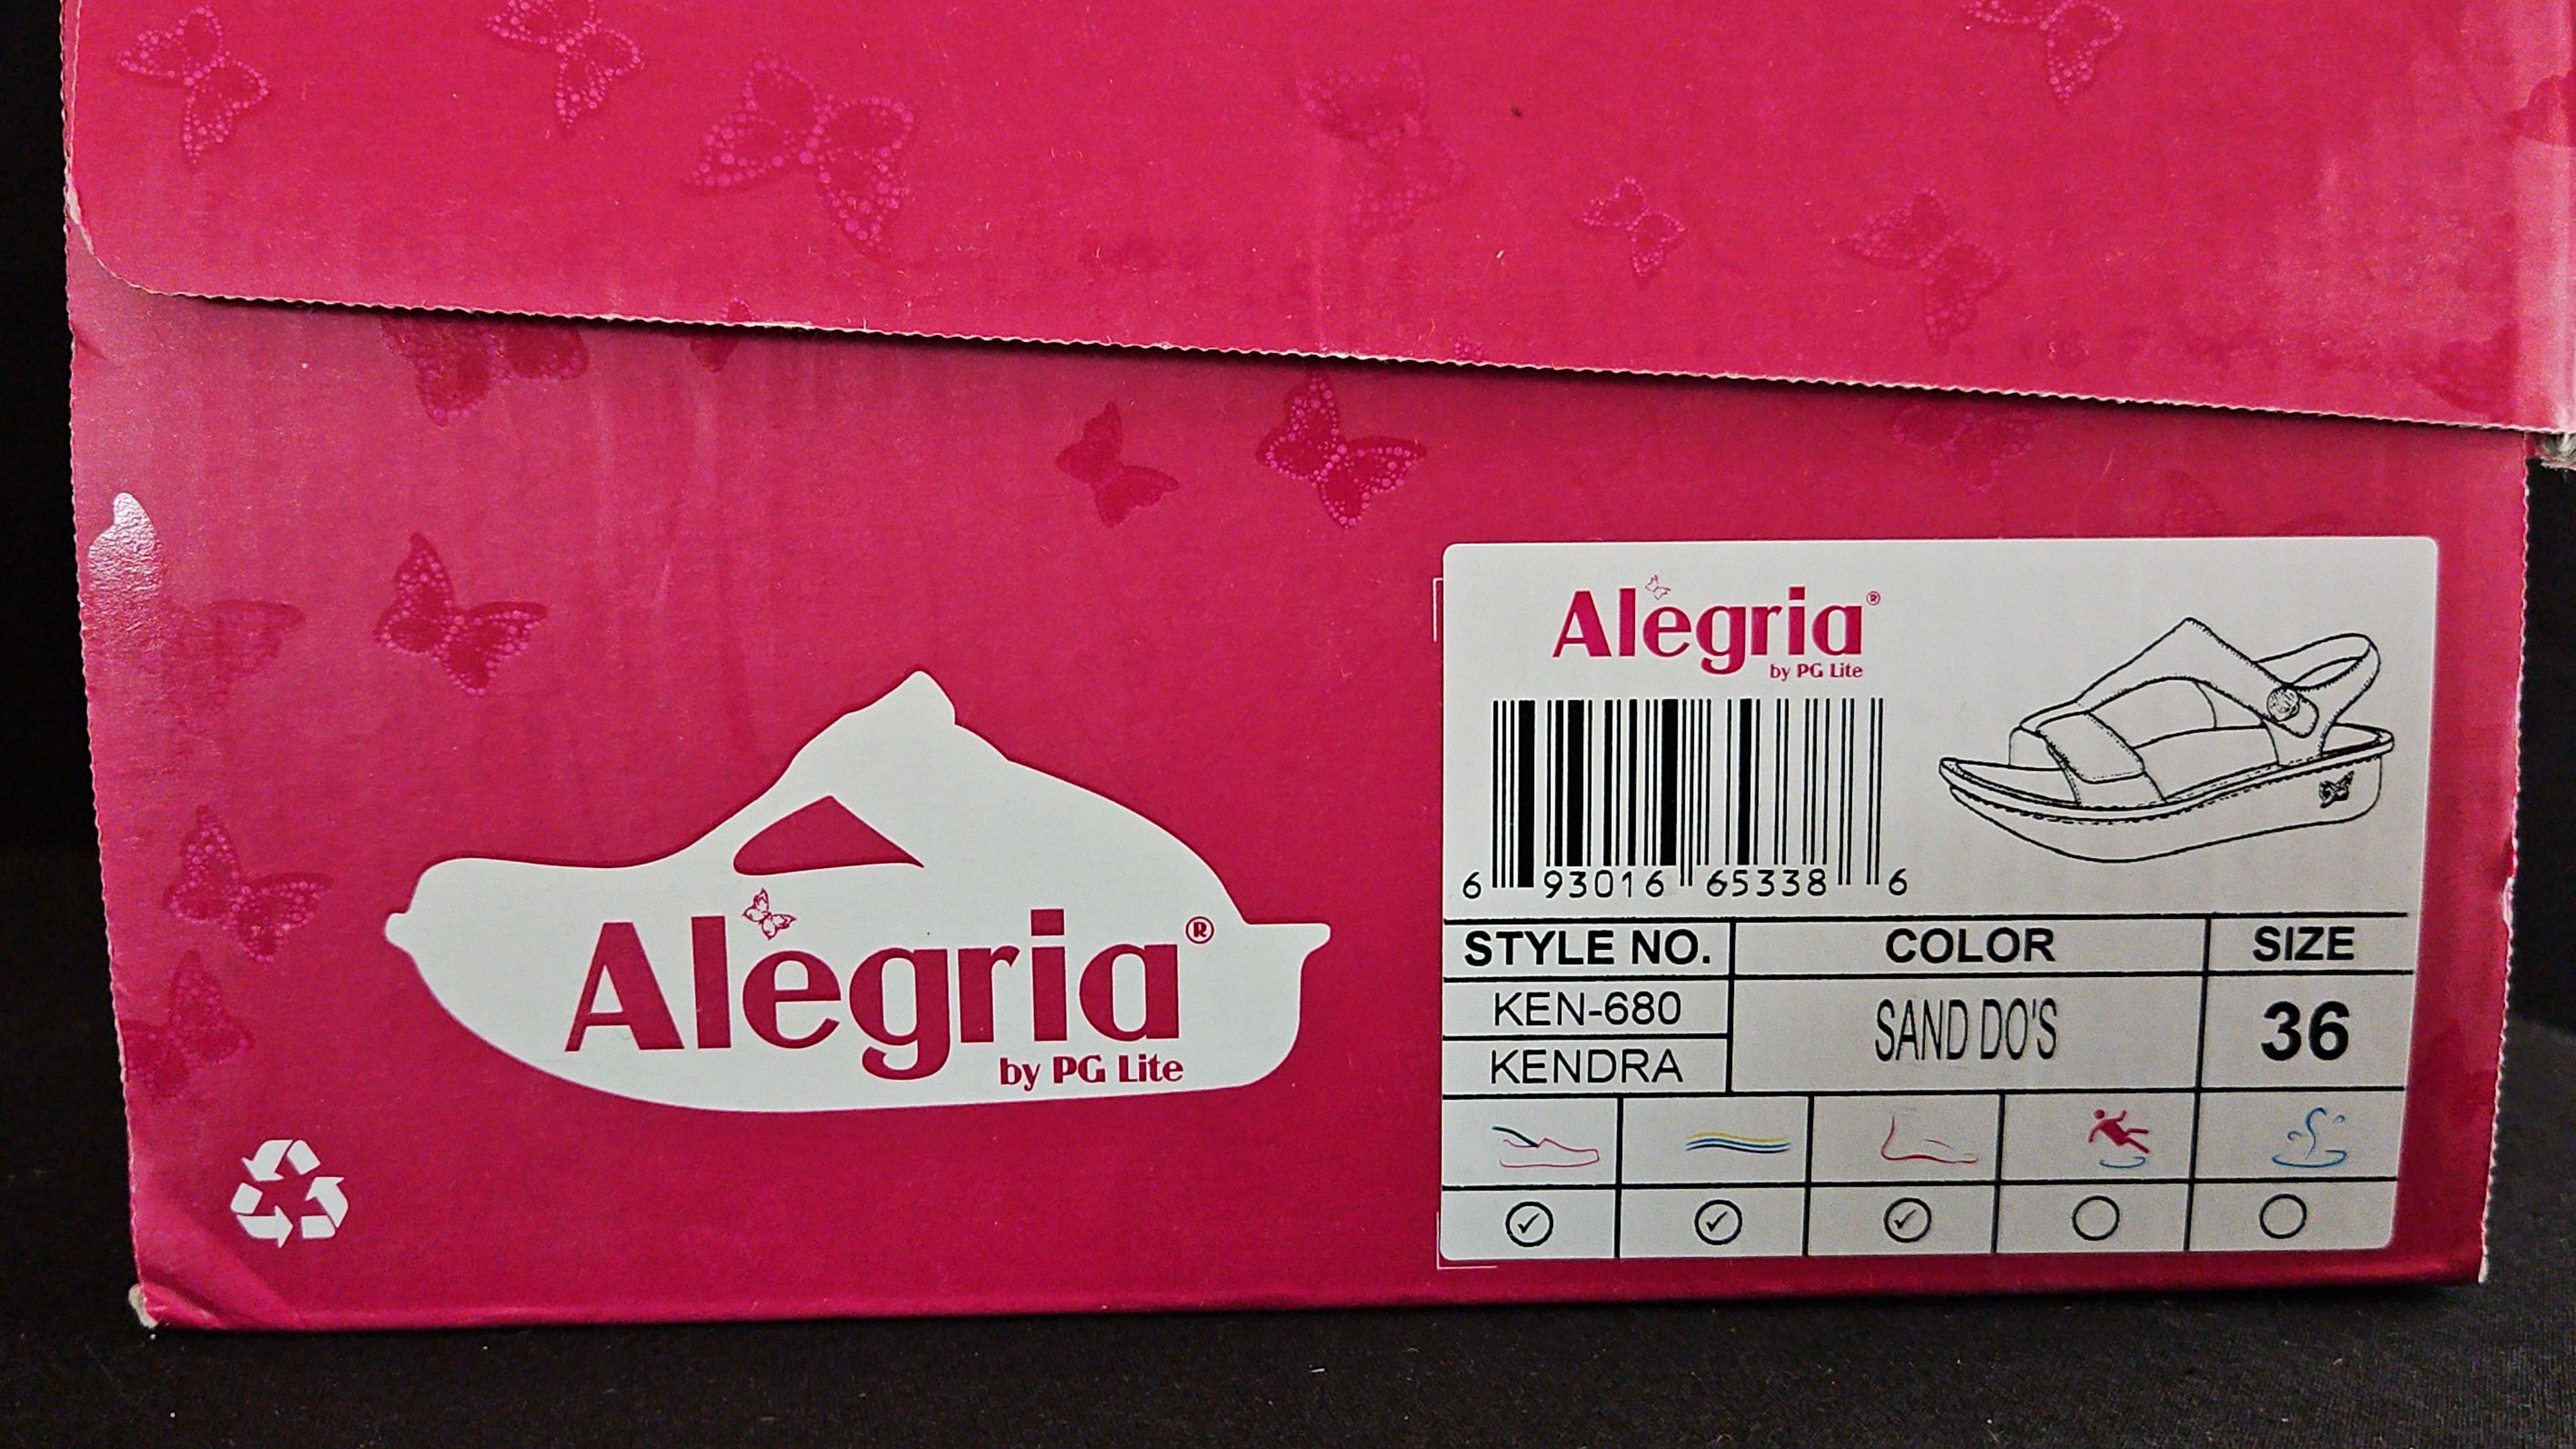 Alegria®
by PG Lite
Alegria®
by PG Lite
6 93016 65338 6
STYLE NO. COLOR SIZE
KEN-680 SAND DO'S 36
KENDRA